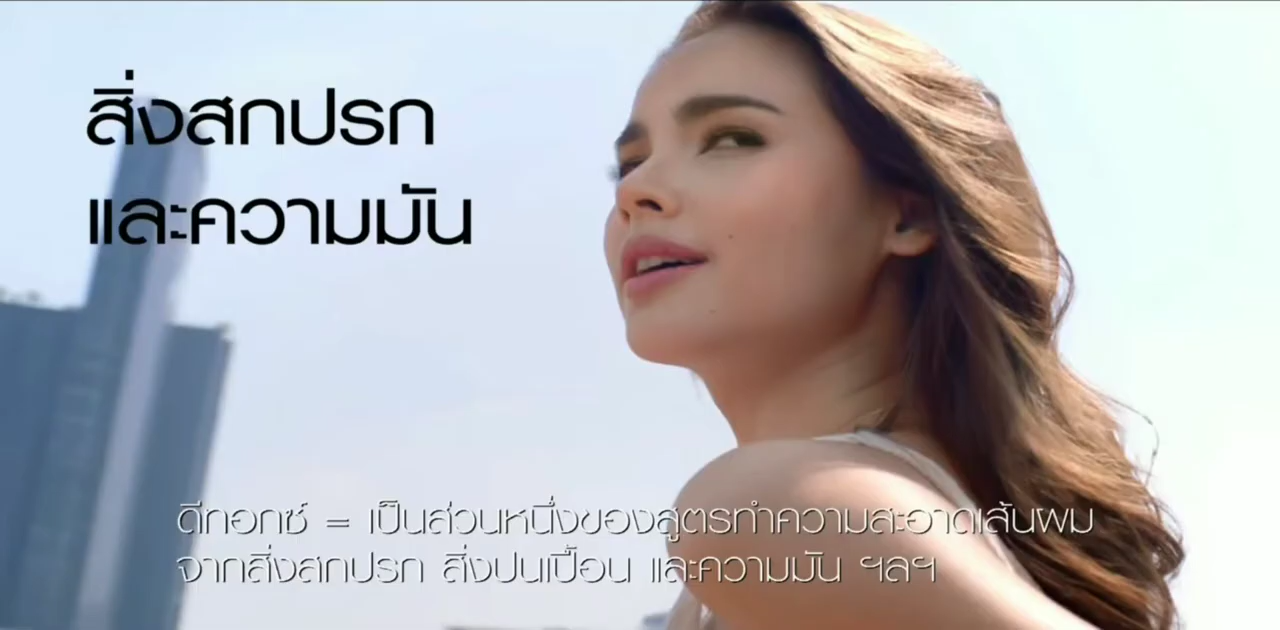 สิ่งสกปรก
และความมัน
ดีทอกซ์ = เป็นส่วนหนึ่งของสูตรทำความสะอาดเส้นผม
จากสิ่งสกปรก สิ่งปนเปื้อน และความมัน ฯลฯ